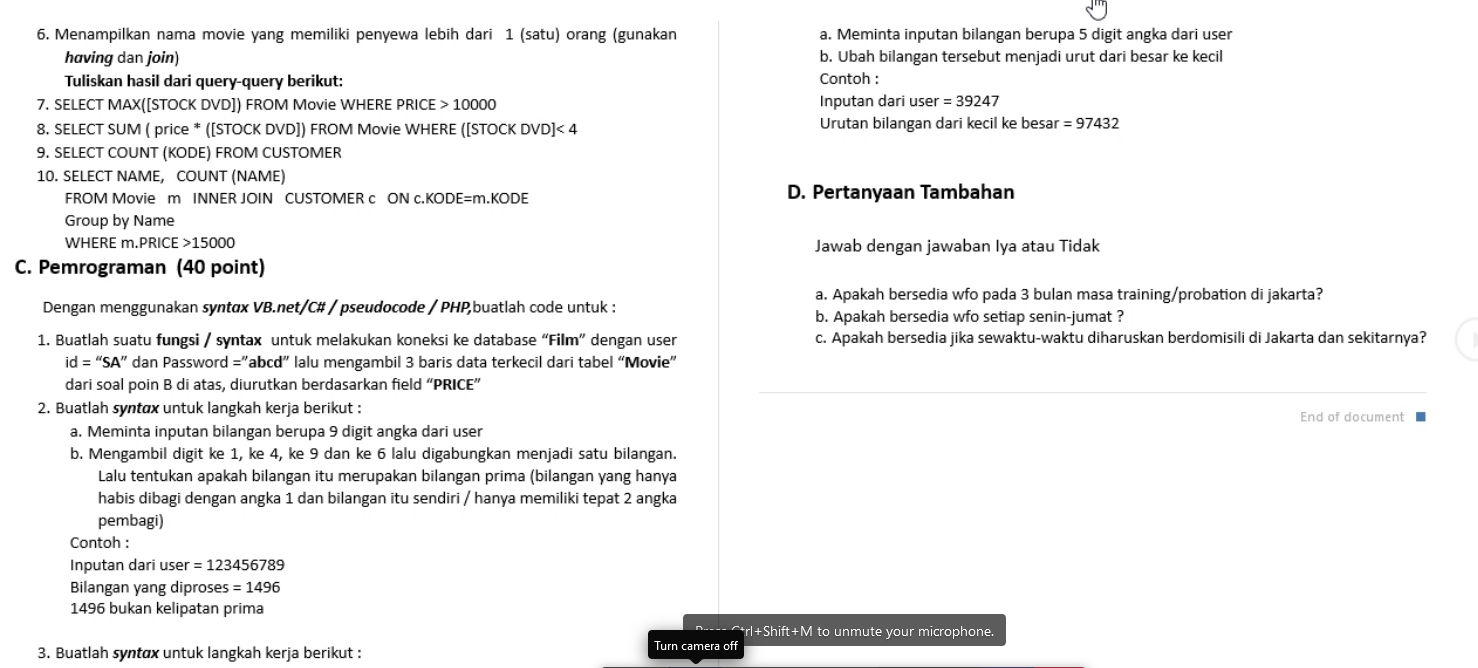 6. Menampilkan nama movie yang memiliki penyewa lebih dari 1 (satu) orang (gunakan
having dan join)
Tuliskan hasil dari query-query berikut:
7. SELECT MAX([STOCK DVD]) FROM Movie WHERE PRICE > 10000
8. SELECT SUM ( price * ([STOCK DVD]) FROM Movie WHERE ([STOCK DVD]< 4
9. SELECT COUNT (KODE) FROM CUSTOMER
10. SELECT NAME, COUNT (NAME)
FROM Movie m INNER JOIN CUSTOMER c ON c.KODE=m.KODE
Group by Name
WHERE m.PRICE >15000
C. Pemrograman (40 point)
Dengan menggunakan syntax VB.net/C# / pseudocode / PHP,buatlah code untuk :
1. Buatlah suatu fungsi / syntax untuk melakukan koneksi ke database “Film” dengan user
id = “SA” dan Password =”abcd” lalu mengambil 3 baris data terkecil dari tabel “Movie”
dari soal poin B di atas, diurutkan berdasarkan field “PRICE”
2. Buatlah syntax untuk langkah kerja berikut :
a. Meminta inputan bilangan berupa 9 digit angka dari user
b. Mengambil digit ke 1, ke 4, ke 9 dan ke 6 lalu digabungkan menjadi satu bilangan.
Lalu tentukan apakah bilangan itu merupakan bilangan prima (bilangan yang hanya
habis dibagi dengan angka 1 dan bilangan itu sendiri / hanya memiliki tepat 2 angka
pembagi)
Contoh :
Inputan dari user = 123456789
Bilangan yang diproses = 1496
1496 bukan kelipatan prima
3. Buatlah syntax untuk langkah kerja berikut :
a. Meminta inputan bilangan berupa 5 digit angka dari user
b. Ubah bilangan tersebut menjadi urut dari besar ke kecil
Contoh :
Inputan dari user = 39247
Urutan bilangan dari kecil ke besar = 97432
D. Pertanyaan Tambahan
Jawab dengan jawaban Iya atau Tidak
a. Apakah bersedia wfo pada 3 bulan masa training/probation di jakarta?
b. Apakah bersedia wfo setiap senin-jumat ?
c. Apakah bersedia jika sewaktu-waktu diharuskan berdomisili di Jakarta dan sekitarnya?
End of document
Ctrl+Shift+M to unmute your microphone.
Turn camera off